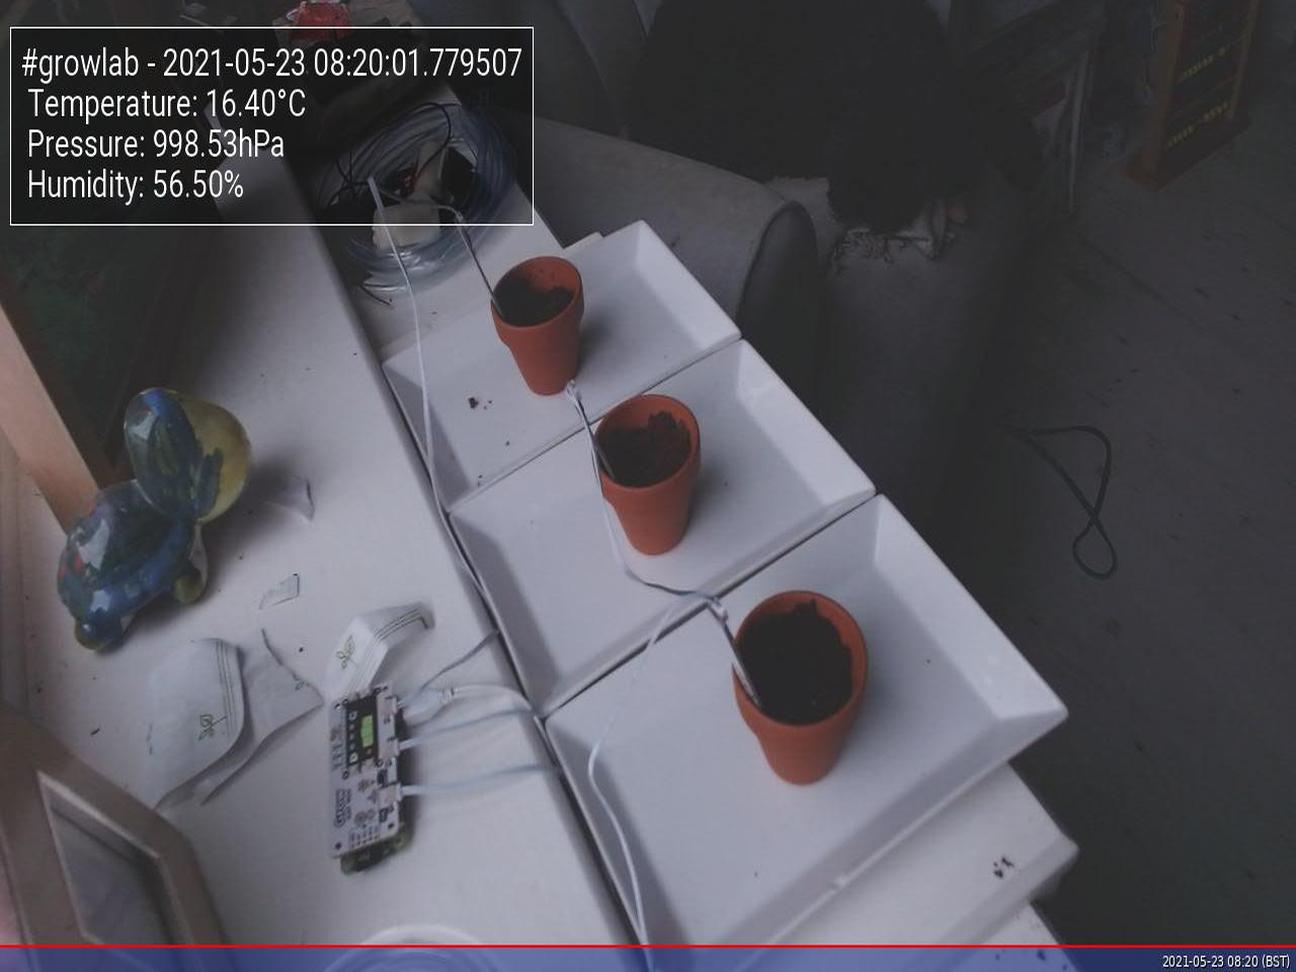 #growlab - 2021-05-23 08:20:01.779507
Temperature: 16.40°C
Pressure: 998.53hPa
Humidity: 56.50%
2021-05-23 08:20 (BST)